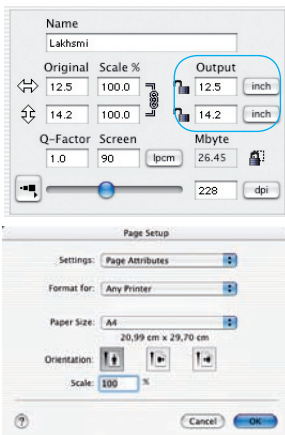 Name
Lakhsmi
Original Scale % Output
12.5 100.0 12.5 inch
14.2 100.0 14.2 inch
Q-Factor Screen Mbyte
1.0 90 lpcm 26.45
228 dpi
Page Setup
Settings: Page Attributes
Format for: Any Printer
Paper Size: A4
20,99 cm x 29,70 cm
Orientation:
Scale: 100 %
? Cancel OK